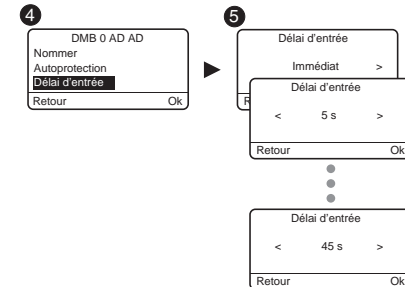 4
DMB 0 AD AD
Nommer
Autoprotection
Délai d'entrée
Retour Ok
5
Délai d'entrée
Immédiat >
Délai d'entrée
< 5 s >
Retour Ok
Délai d'entrée
< 45 s >
Retour Ok